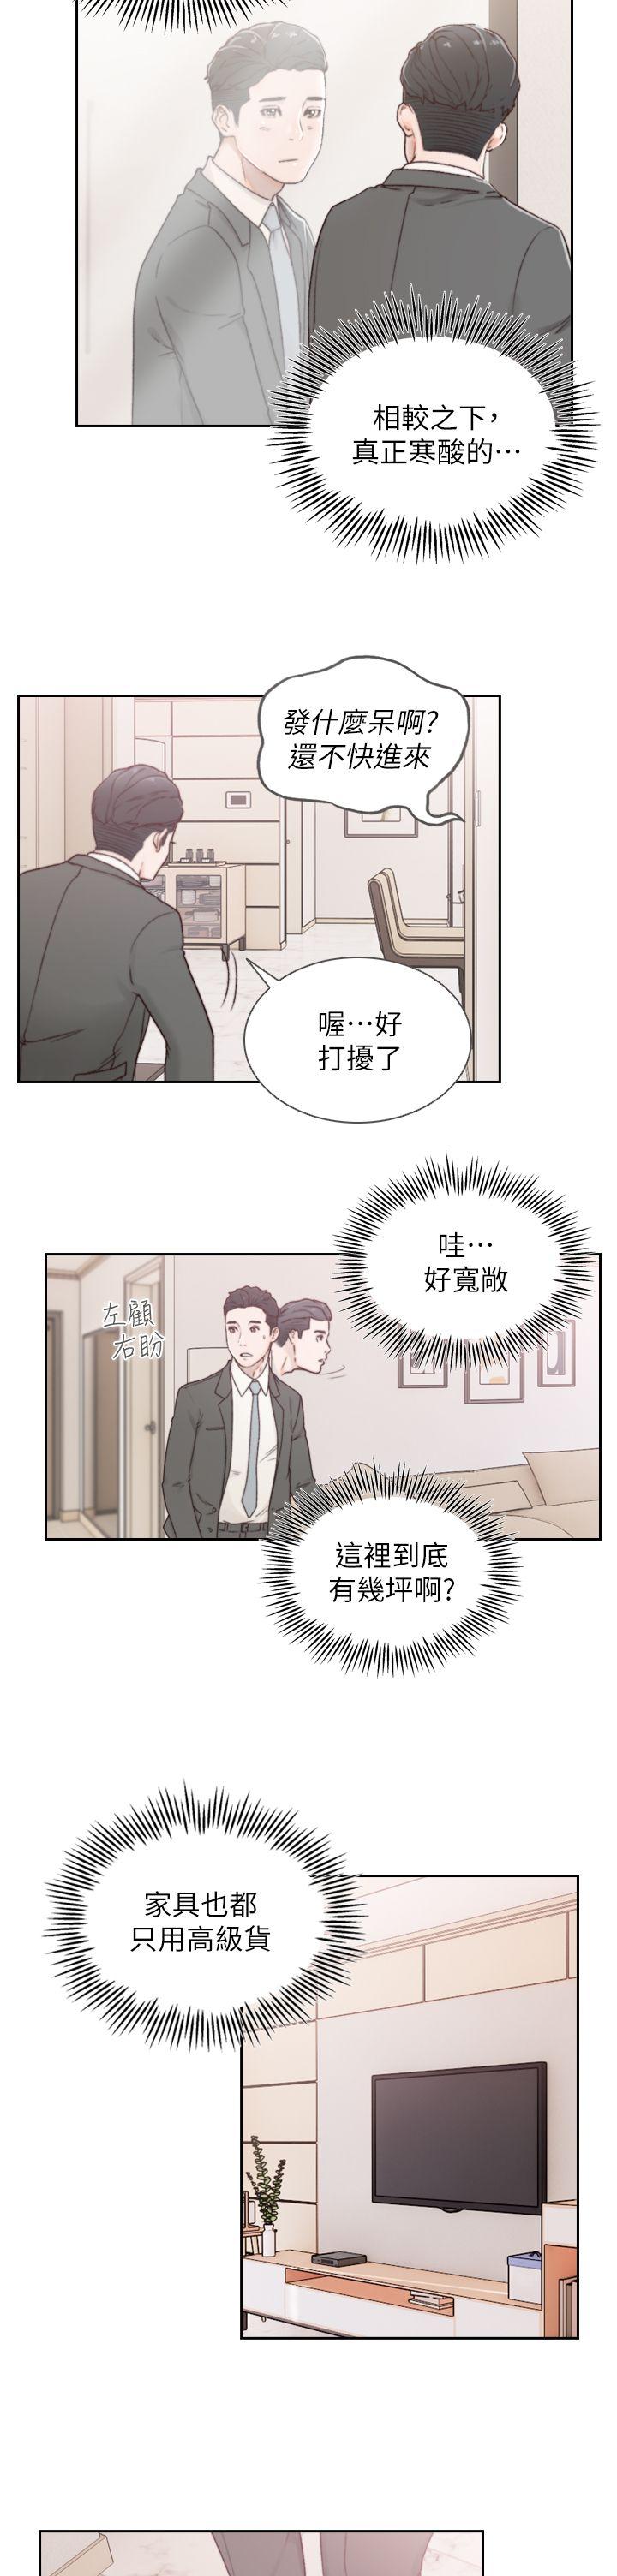 相較之下，
真正寒酸的…
發什麼呆啊？
還不快進來
喔…好
打擾了
哇…
好寬敞
左顧
右盼
這裡到底
有幾坪啊？
家具也都
只用高級貨